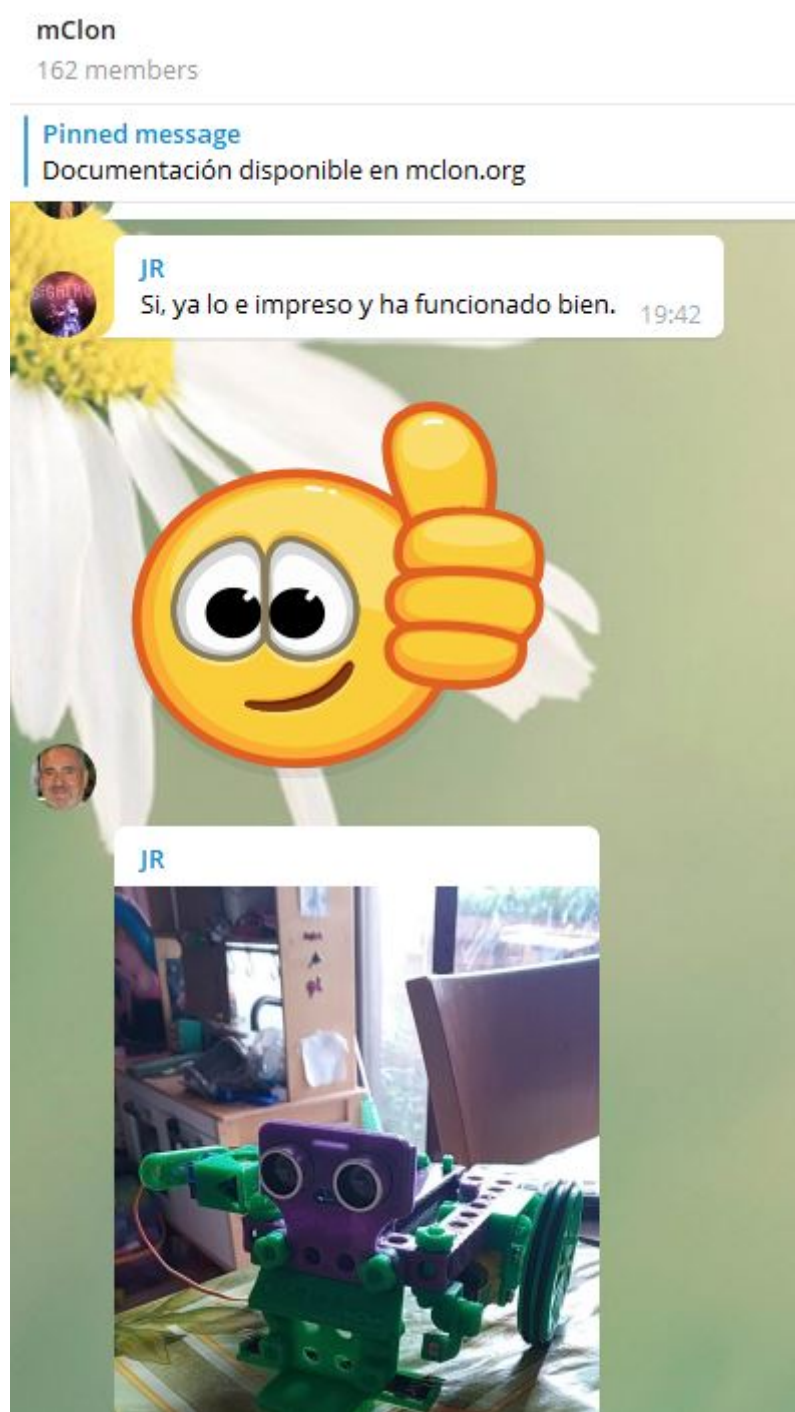 mClon
162 members
Pinned message
Documentación disponible en mclon.org
JR
Si, ya lo e impreso y ha funcionado bien. 19:42
JR